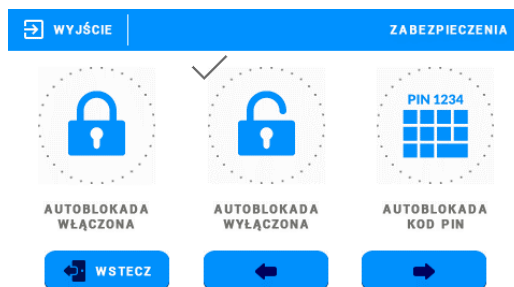 WYJŚCIE
ZABEZPIECZENIA
PIN 1234
AUTOBLOKADA
WŁĄCZONA
AUTOBLOKADA
WYŁĄCZONA
AUTOBLOKADA
KOD PIN
WSTECZ